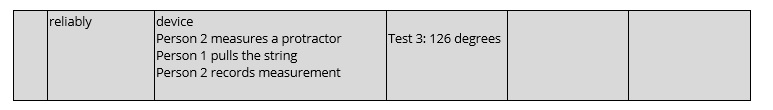 reliably
device
Person 2 measures a protractor
Person 1 pulls the string
Person 2 records measurement
Test 3: 126 degrees